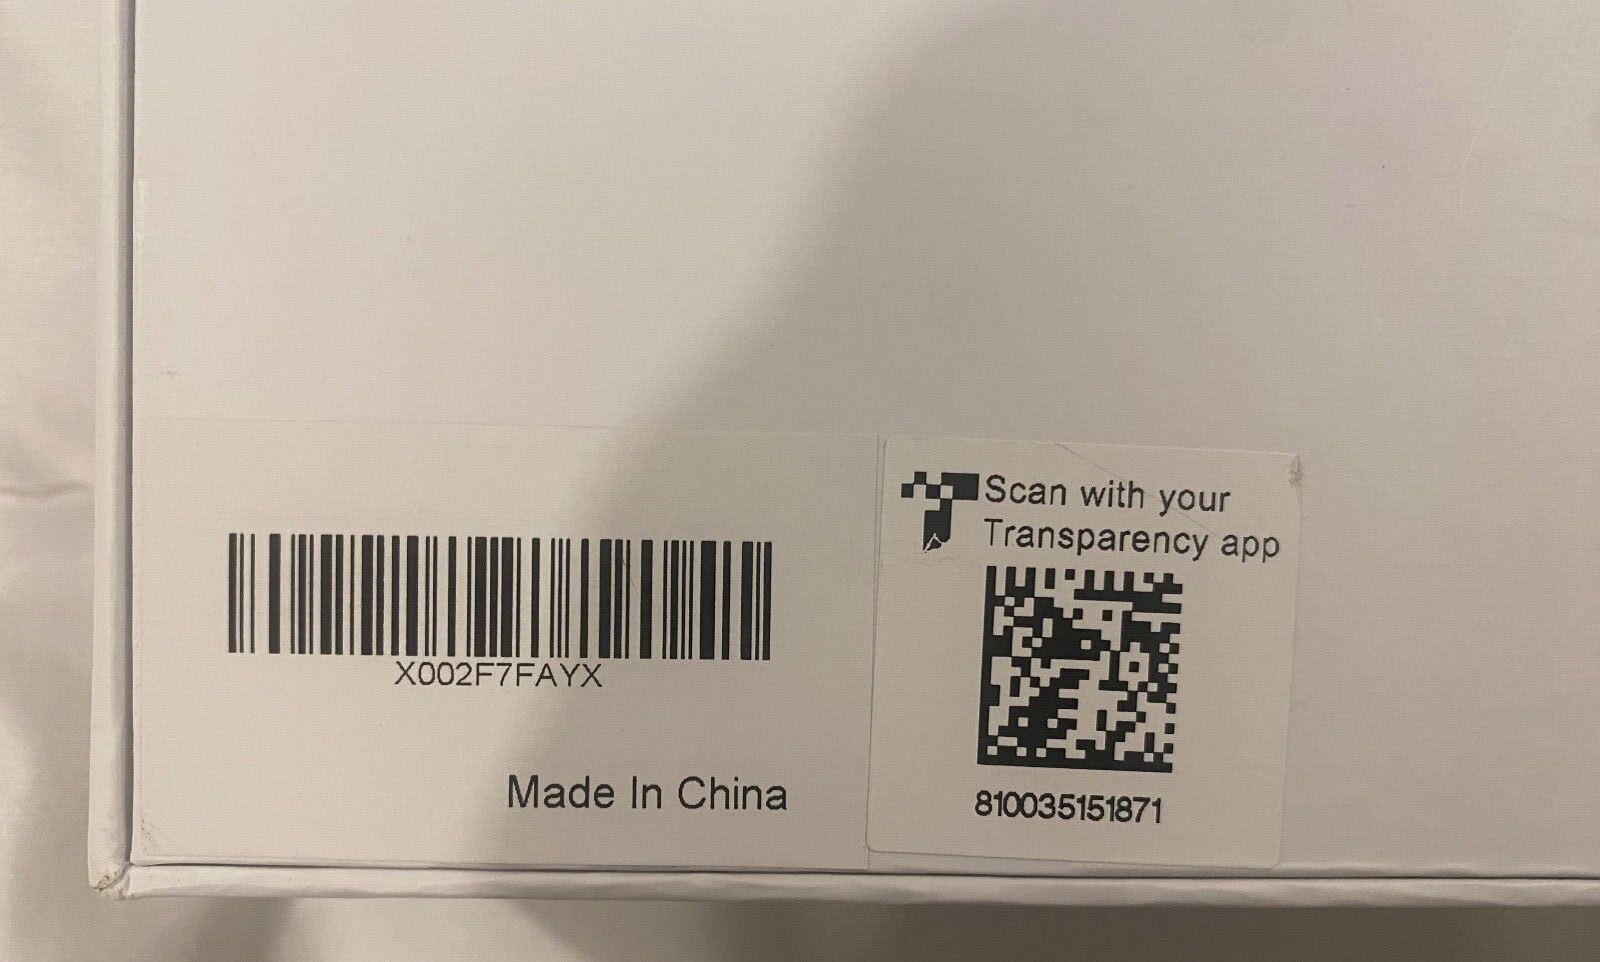 X002F7FAYX
Made In China
Scan with your
Transparency app
810035151871